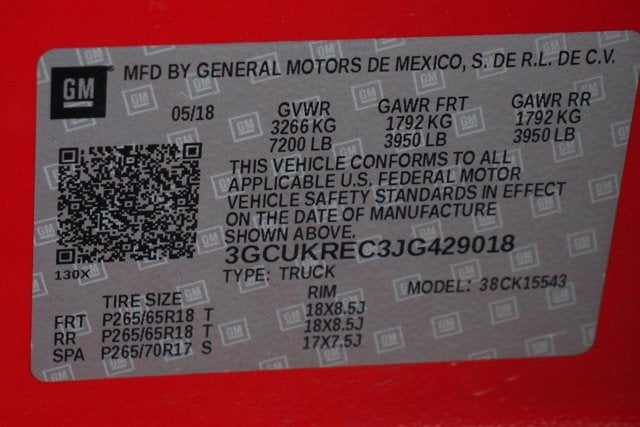 GM MFD BY GENERAL MOTORS DE MEXICO, S. DE R.L. DE C.V.
05/18 GVWR GAWR FRT GAWR RR
3266 KG 1792 KG 1792 KG
7200 LB 3950 LB 3950 LB
THIS VEHICLE CONFORMS TO ALL
APPLICABLE U.S. FEDERAL MOTOR
VEHICLE SAFETY STANDARDS IN EFFECT
ON THE DATE OF MANUFACTURE
SHOWN ABOVE.
3GCUKREC3JG429018
130X TYPE: TRUCK MODEL: 38CK15543
TIRE SIZE RIM
FRT P265/65R18 T 18X8.5J
RR P265/65R18 T 18X8.5J
SPA P265/70R17 S 17X7.5J